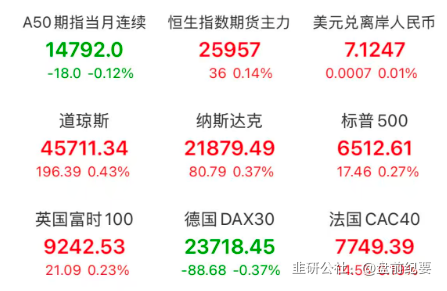 A50期指当月连续 恒生指数期货主力 美元兑离岸人民币
14792.0 25957 7.1247
-18.0 -0.12% 36 0.14% 0.0007 0.01%
道琼斯 纳斯达克 标普500
45711.34 21879.49 6512.61
196.39 0.43% 80.79 0.37% 17.46 0.27%
英国富时100 德国DAX30 法国CAC40
9242.53 23718.45 7749.39
21.09 0.23% -88.68 -0.37%
韭研公社 @盘前纪要